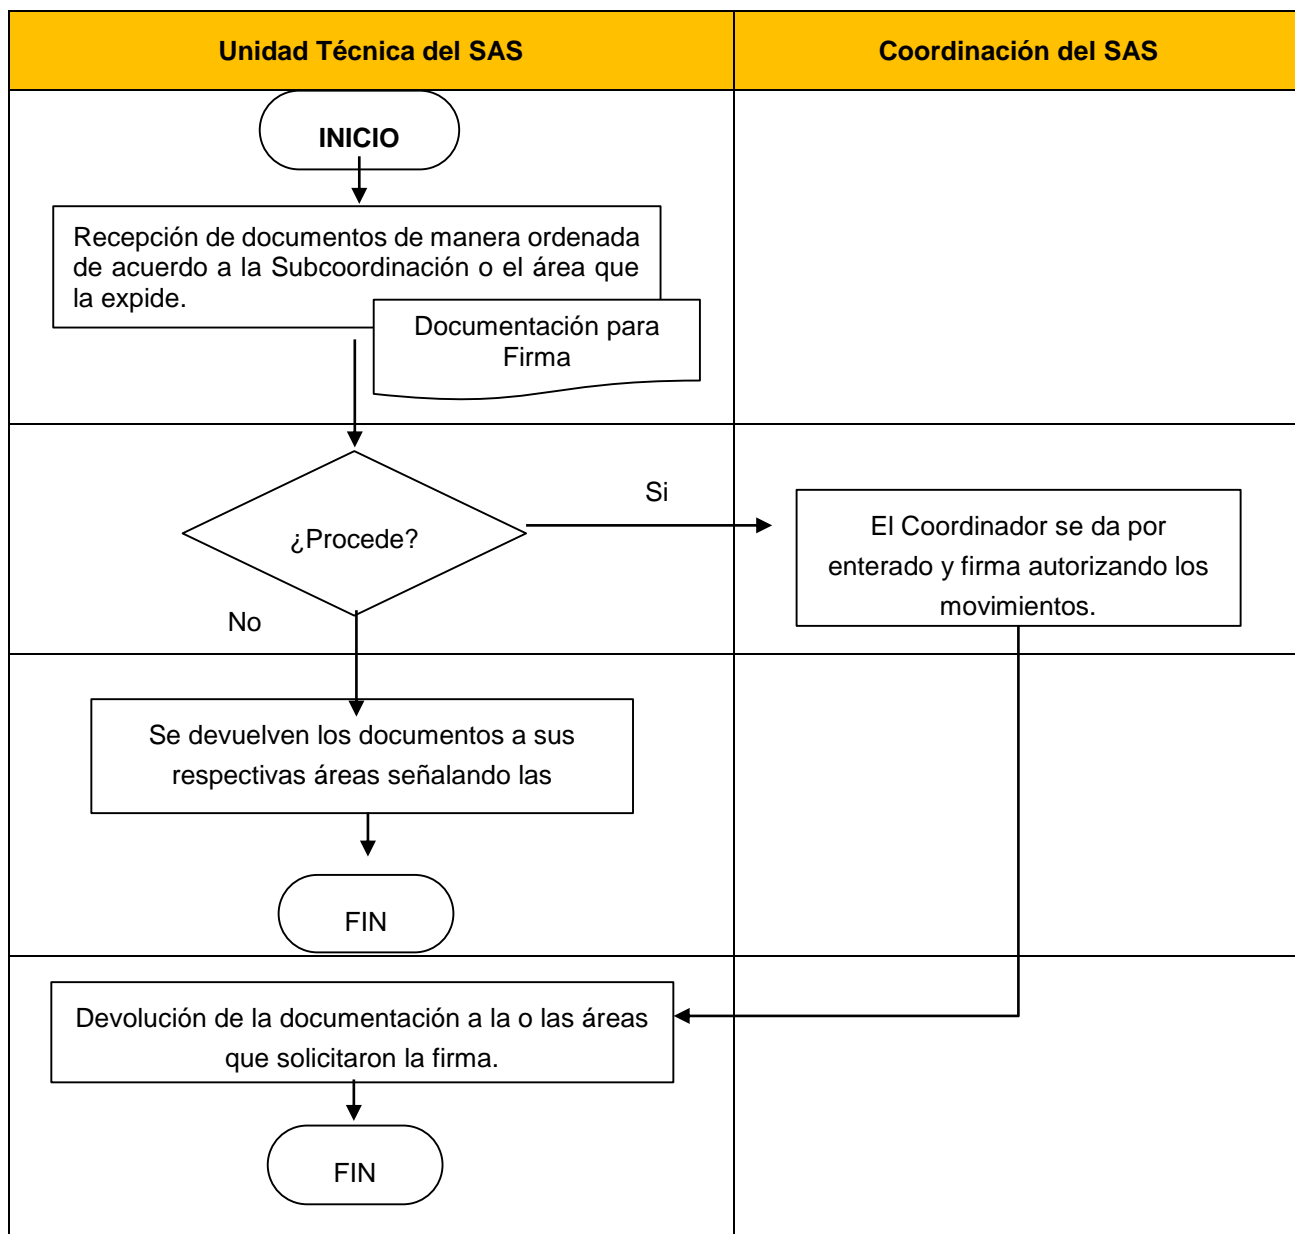 Unidad Técnica del SAS
Coordinación del SAS
INICIO
Recepción de documentos de manera ordenada
de acuerdo a la Subcoordinación o el área que
la expide.
Documentación para
Firma
¿Procede?
Si
El Coordinador se da por
enterado y firma autorizando los
movimientos.
No
Se devuelven los documentos a sus
respectivas áreas señalando las
FIN
Devolución de la documentación a la o las áreas
que solicitaron la firma.
FIN